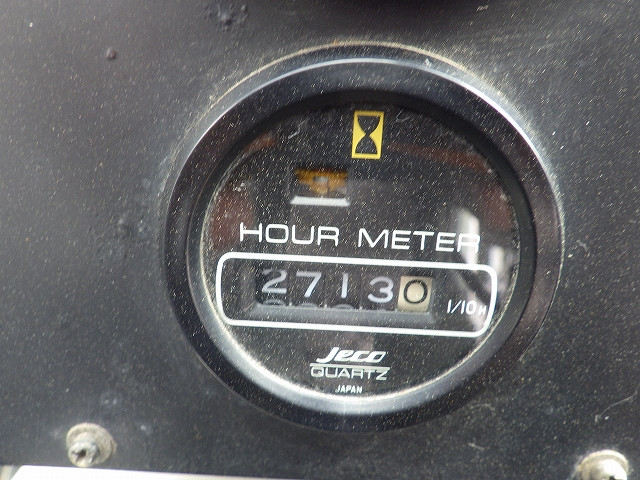 HOUR METER
27130 1/10H
Jeco
QUARTZ
JAPAN